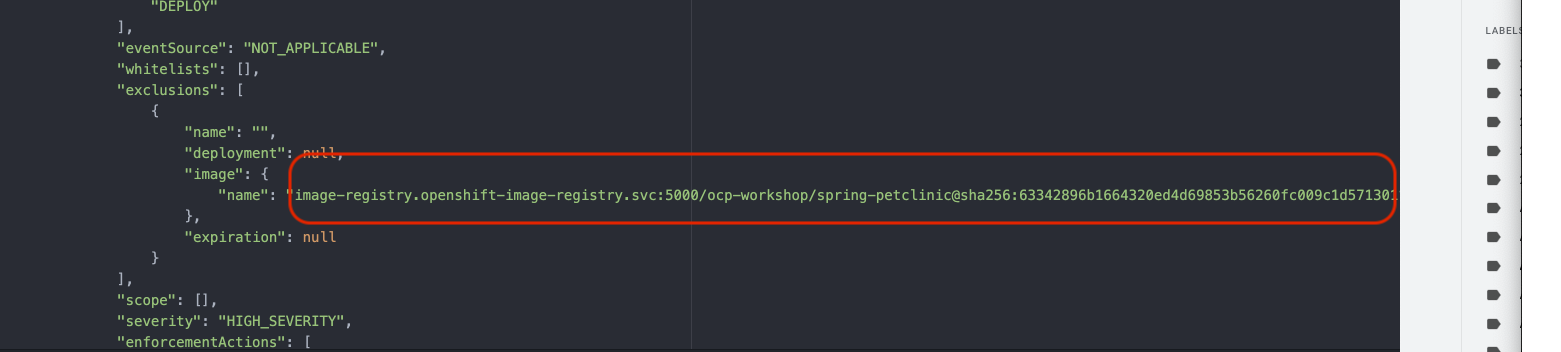 "DEPLOY"
],
"eventSource": "NOT_APPLICABLE",
"whitelists": [],
"exclusions": [
{
"name": "",
"deployment": null,
"image": {
"name": "image-registry.openshift-image-registry.svc:5000/ocp-workshop/spring-petclinic@sha256:63342896b1664320ed4d69853b56260fc009c1d571301
},
"expiration": null
}
],
"scope": [],
"severity": "HIGH_SEVERITY",
"enforcementActions": [
LABELS